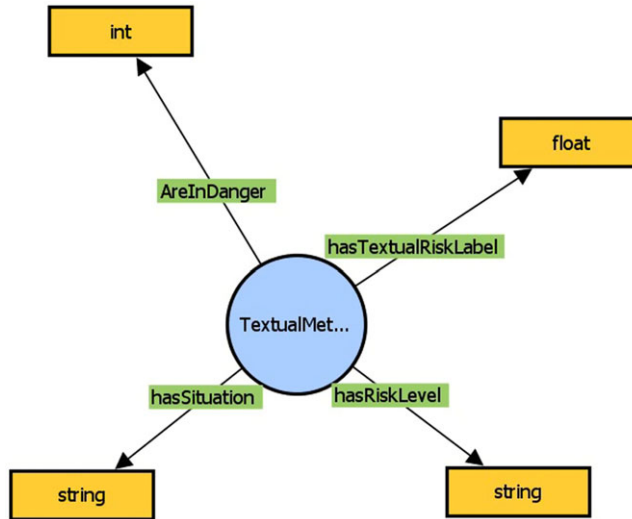 int
float
AreInDanger
hasTextualRiskLabel
TextualMet...
hasSituation
hasRiskLevel
string
string